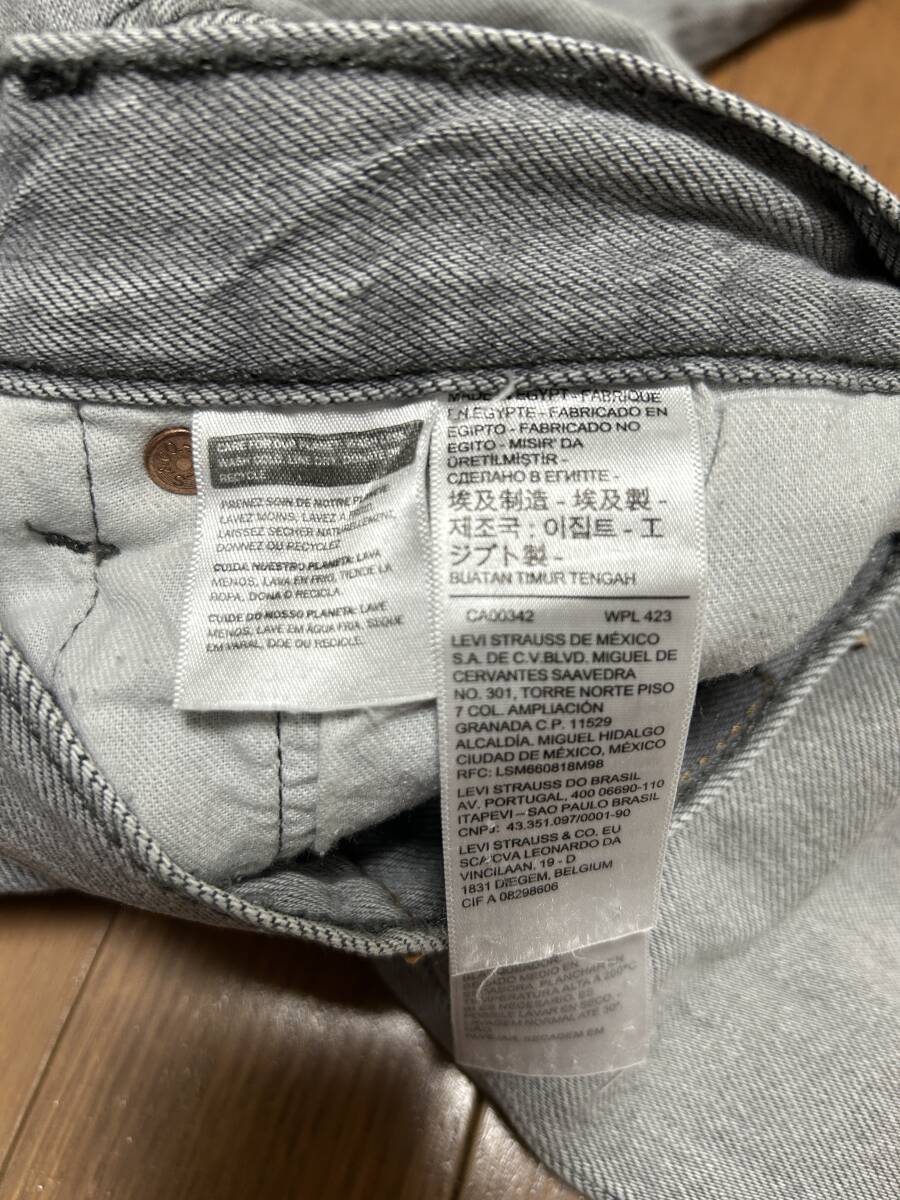 PRENEZ SOIN DE NOTRE PLANÈTE:
LAVEZ MOINS, LAVEZ À
LAISSEZ SÉCHER NATURELLEMENT,
DONNEZ OU RECYCLEZ.
CUIDA NUESTRO PLANETA: LAVA
MENOS, LAVA EN FRÍO, TIENDE LA
ROPA, DONA O RECICLA.
CUIDE DO NOSSO PLANETA: LAVE
MENOS, LAVE EM ÁGUA FRIA, SEQUE
EM VARAL, DOE OU RECICLE.
MADE IN EGYPT - FABRIQUÉ
EN EGYPTE - FABRICADO EN
EGIPTO - FABRICADO NO
EGITO - MISIR' DA
ÜRETİLMİŞTİR -
СДЕЛАНО В ЕГИПТЕ -
埃及制造 - 埃及製 -
제조국 : 이집트 - エ
ジプト製 -
BUATAN TIMUR TENGAH
CA00342 WPL 423
LEVI STRAUSS DE MÉXICO
S.A. DE C.V.BLVD. MIGUEL DE
CERVANTES SAAVEDRA
NO. 301, TORRE NORTE PISO
7 COL. AMPLIACIÓN
GRANADA C.P. 11529
ALCALDÍA. MIGUEL HIDALGO
CIUDAD DE MÉXICO, MÉXICO
RFC: LSM660818M98
LEVI STRAUSS DO BRASIL
AV. PORTUGAL, 400 06690-110
ITAPEVI – SAO PAULO BRASIL
CNPJ: 43.351.097/0001-90
LEVI STRAUSS & CO. EU
SCA/CVA LEONARDO DA
VINCILAAN, 19 - D
1831 DIEGEM, BELGIUM
CIF A 08298606